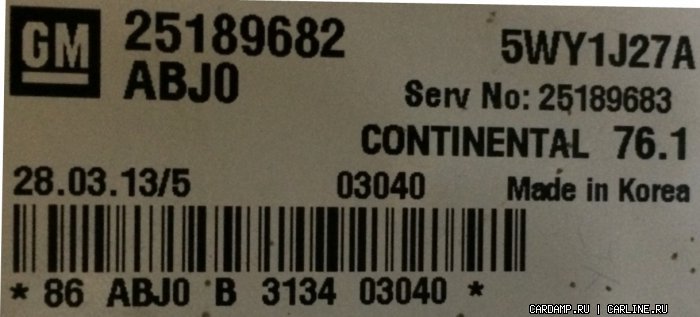 GM 25189682 5WY1J27A
ABJ0 Serv No: 25189683
CONTINENTAL 76.1
28.03.13/5 03040 Made in Korea
* 86 ABJ0 B 3134 03040 *
CARDAMP.RU | CARLINE.RU